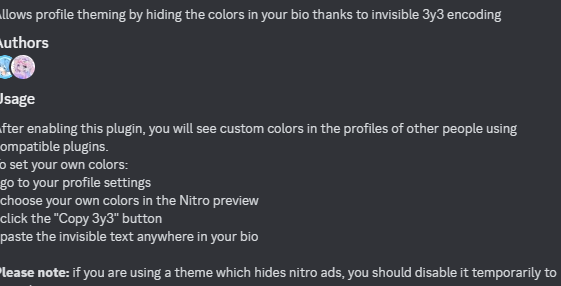 llows profile theming by hiding the colors in your bio thanks to invisible 3y3 encoding
uthors
Usage
After enabling this plugin, you will see custom colors in the profiles of other people using
ompatible plugins.
o set your own colors:
go to your profile settings
choose your own colors in the Nitro preview
click the "Copy 3y3" button
paste the invisible text anywhere in your bio
Please note: if you are using a theme which hides nitro ads, you should disable it temporarily to